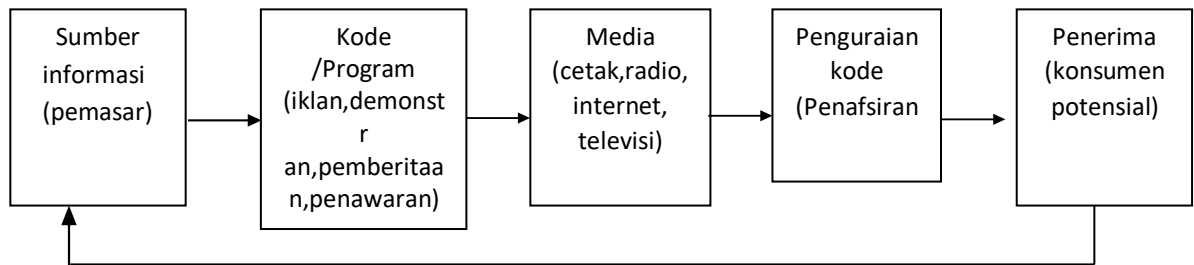 Sumber
informasi
(pemasar)
Kode
/Program
(iklan,demonstr
r
an,pemberitaa
n,penawaran)
Media
(cetak,radio,
internet,
televisi)
Penguraian
kode
(Penafsiran
Penerima
(konsumen
potensial)